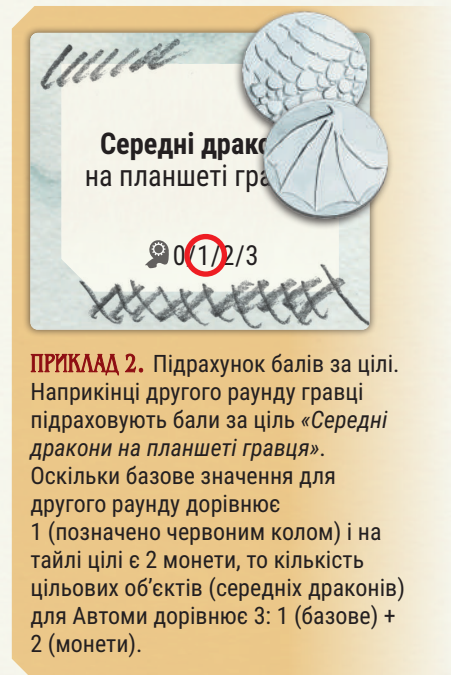 Середні драко
на планшеті гра
0/1/2/3
ПРИКЛАД 2. Підрахунок балів за цілі.
Наприкінці другого раунду гравці
підраховують бали за ціль «Середні
дракони на планшеті гравця».
Оскільки базове значення для
другого раунду дорівнює
1 (позначено червоним колом) і на
тайлі цілі є 2 монети, то кількість
цільових об’єктів (середніх драконів)
для Автоми дорівнює 3: 1 (базове) +
2 (монети).